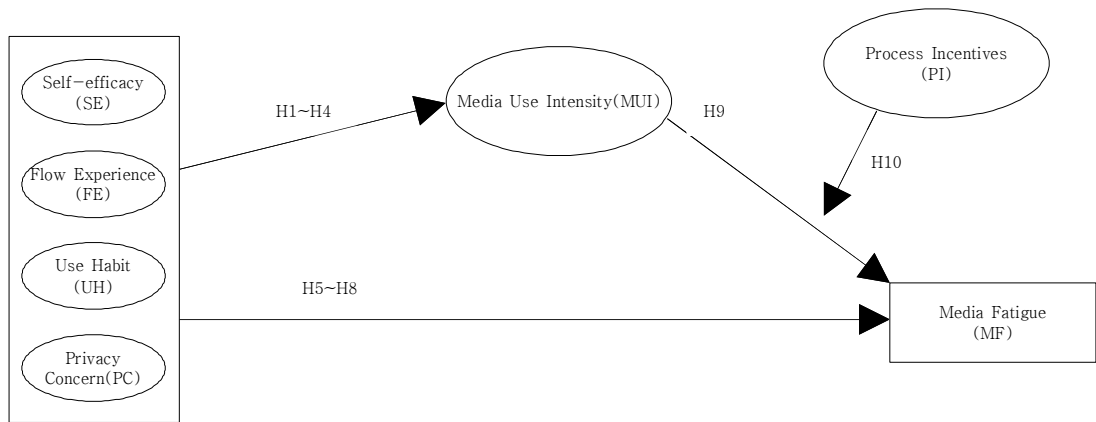 Self-efficacy
(SE)
Flow Experience
(FE)
Use Habit
(UH)
Privacy
Concern(PC)
H1~H4
Media Use Intensity(MUI)
H9
Process Incentives
(PI)
H10
H5~H8
Media Fatigue
(MF)